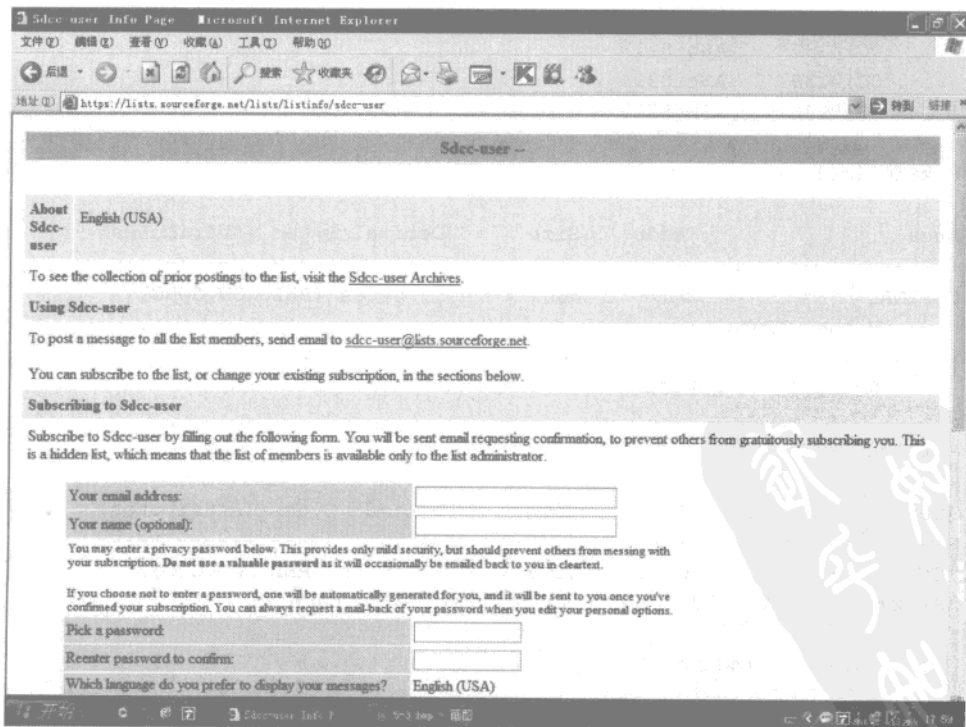 Sdcc-user Info Page - Microsoft Internet Explorer
文件(F) 编辑(E) 查看(V) 收藏(A) 工具(T) 帮助(H)
后退 搜索 收藏夹
地址(D) https://lists.sourceforge.net/lists/listinfo/sdcc-user 转到 链接 »
Sdcc-user --
About Sdcc-user
English (USA)
To see the collection of prior postings to the list, visit the Sdcc-user Archives.
Using Sdcc-user
To post a message to all the list members, send email to sdcc-user@lists.sourceforge.net.
You can subscribe to the list, or change your existing subscription, in the sections below.
Subscribing to Sdcc-user
Subscribe to Sdcc-user by filling out the following form. You will be sent email requesting confirmation, to prevent others from gratuitously subscribing you. This
is a hidden list, which means that the list of members is available only to the list administrator.
Your email address:
Your name (optional):
You may enter a privacy password below. This provides only mild security, but should prevent others from messing with
your subscription. Do not use a valuable password as it will occasionally be emailed back to you in cleartext.
If you choose not to enter a password, one will be automatically generated for you, and it will be sent to you once you've
confirmed your subscription. You can always request a mail-back of your password when you edit your personal options.
Pick a password:
Reenter password to confirm:
Which language do you prefer to display your messages? English (USA)
开始 Sdcc-user Info P 5-3.bmp - 画图 17:59